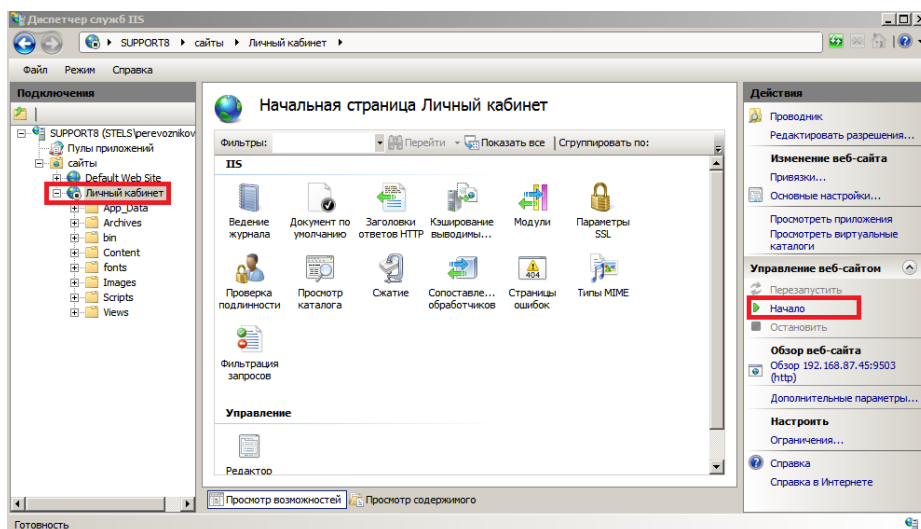 Диспетчер служб IIS
SUPPORT8 сайты Личный кабинет
Файл Режим Справка
Подключения
SUPPORT8 (STELS\perevoznikov
Пулы приложений
сайты
Default Web Site
Личный кабинет
App_Data
Archives
bin
Content
fonts
Images
Scripts
Views
Начальная страница Личный кабинет
Фильтры: Перейти Показать все Сгруппировать по:
IIS
Ведение журнала
Документ по умолчанию
Заголовки ответов HTTP
Кэширование выводимы...
Модули
Параметры SSL
Проверка подлинности
Просмотр каталога
Сжатие
Сопоставле... обработчиков
404
Страницы ошибок
Типы MIME
Фильтрация запросов
Управление
Редактор
Просмотр возможностей Просмотр содержимого
Действия
Проводник
Редактировать разрешения...
Изменение веб-сайта
Привязки...
Основные настройки...
Просмотреть приложения
Просмотреть виртуальные
каталоги
Управление веб-сайтом
Перезапустить
Начало
Остановить
Обзор веб-сайта
Обзор 192.168.87.45:9503
(http)
Дополнительные параметры...
Настроить
Ограничения...
Справка
Справка в Интернете
Готовность